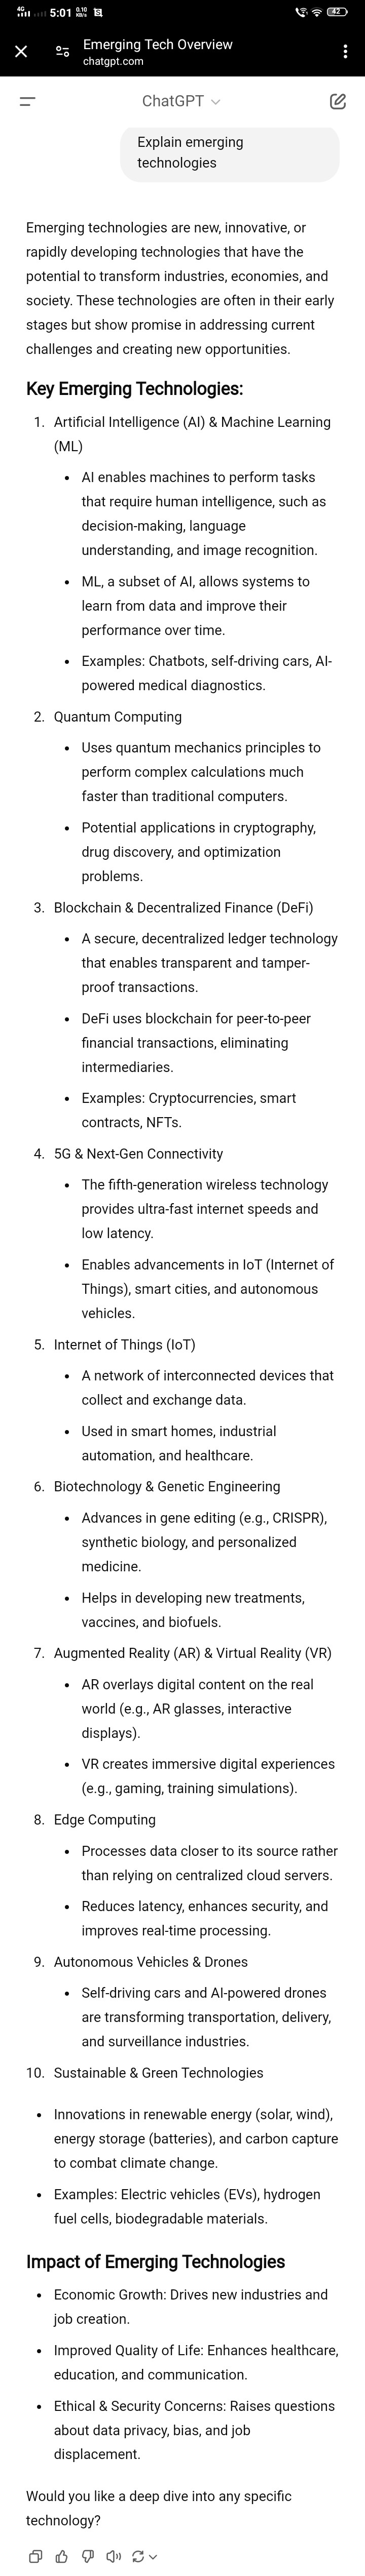 4G 5:01 0.10 KB/s 42
Emerging Tech Overview
chatgpt.com
ChatGPT
Explain emerging
technologies
Emerging technologies are new, innovative, or
rapidly developing technologies that have the
potential to transform industries, economies, and
society. These technologies are often in their early
stages but show promise in addressing current
challenges and creating new opportunities.
Key Emerging Technologies:
1. Artificial Intelligence (AI) & Machine Learning
(ML)
• AI enables machines to perform tasks
that require human intelligence, such as
decision-making, language
understanding, and image recognition.
• ML, a subset of AI, allows systems to
learn from data and improve their
performance over time.
• Examples: Chatbots, self-driving cars, AI-
powered medical diagnostics.
2. Quantum Computing
• Uses quantum mechanics principles to
perform complex calculations much
faster than traditional computers.
• Potential applications in cryptography,
drug discovery, and optimization
problems.
3. Blockchain & Decentralized Finance (DeFi)
• A secure, decentralized ledger technology
that enables transparent and tamper-
proof transactions.
• DeFi uses blockchain for peer-to-peer
financial transactions, eliminating
intermediaries.
• Examples: Cryptocurrencies, smart
contracts, NFTs.
4. 5G & Next-Gen Connectivity
• The fifth-generation wireless technology
provides ultra-fast internet speeds and
low latency.
• Enables advancements in IoT (Internet of
Things), smart cities, and autonomous
vehicles.
5. Internet of Things (IoT)
• A network of interconnected devices that
collect and exchange data.
• Used in smart homes, industrial
automation, and healthcare.
6. Biotechnology & Genetic Engineering
• Advances in gene editing (e.g., CRISPR),
synthetic biology, and personalized
medicine.
• Helps in developing new treatments,
vaccines, and biofuels.
7. Augmented Reality (AR) & Virtual Reality (VR)
• AR overlays digital content on the real
world (e.g., AR glasses, interactive
displays).
• VR creates immersive digital experiences
(e.g., gaming, training simulations).
8. Edge Computing
• Processes data closer to its source rather
than relying on centralized cloud servers.
• Reduces latency, enhances security, and
improves real-time processing.
9. Autonomous Vehicles & Drones
• Self-driving cars and AI-powered drones
are transforming transportation, delivery,
and surveillance industries.
10. Sustainable & Green Technologies
• Innovations in renewable energy (solar, wind),
energy storage (batteries), and carbon capture
to combat climate change.
• Examples: Electric vehicles (EVs), hydrogen
fuel cells, biodegradable materials.
Impact of Emerging Technologies
• Economic Growth: Drives new industries and
job creation.
• Improved Quality of Life: Enhances healthcare,
education, and communication.
• Ethical & Security Concerns: Raises questions
about data privacy, bias, and job
displacement.
Would you like a deep dive into any specific
technology?